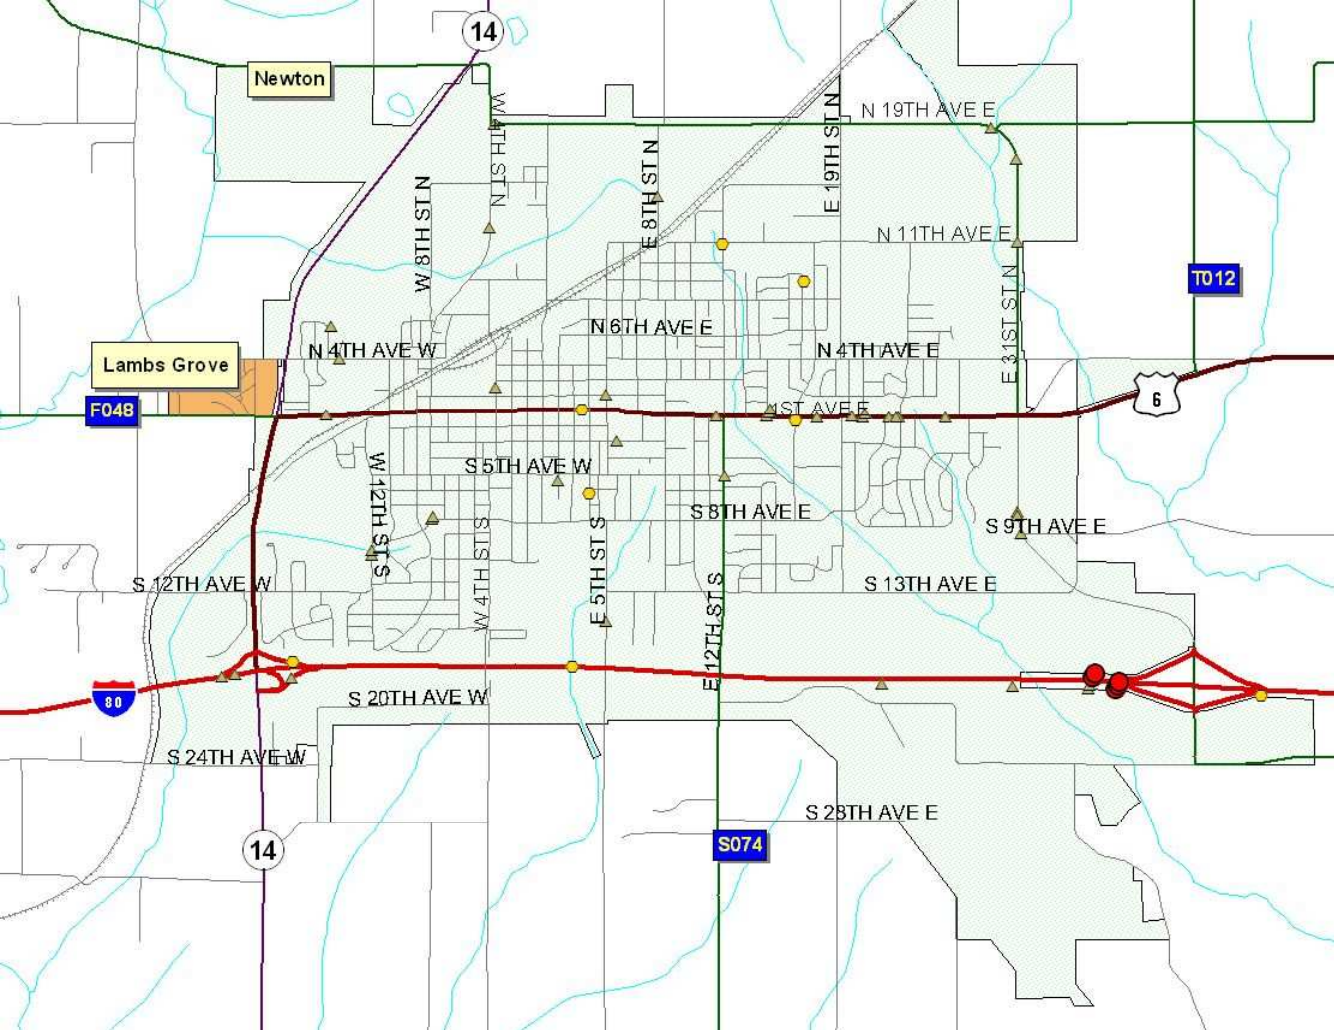 14
Newton
N 19TH AVE E
W 4TH ST N
E 19TH ST N
E 8TH ST N
W 8TH ST N
N 11TH AVE E
T012
E 31ST ST N
N 6TH AVE E
N 4TH AVE W
N 4TH AVE E
Lambs Grove
F048
6
1ST AVE E
S 5TH AVE W
W 12TH ST S
S 8TH AVE E
S 9TH AVE E
W 4TH ST S
E 5TH ST S
E 12TH ST S
S 12TH AVE W
S 13TH AVE E
80
S 20TH AVE W
S 24TH AVE W
S 28TH AVE E
S074
14